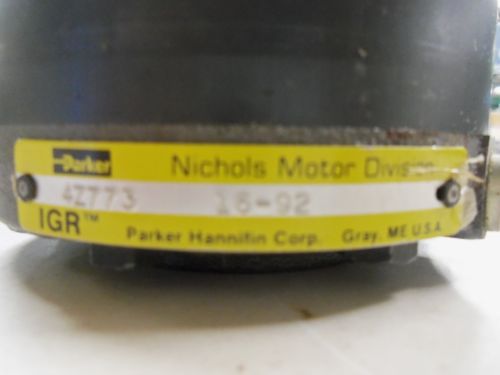 Parker Nichols Motor Division
4Z773 16-92
IGR™ Parker Hannifin Corp. Gray, ME U.S.A.